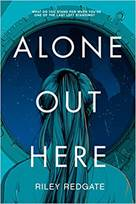 WHAT DO YOU STAND FOR WHEN YOU'RE
ONE OF THE LAST LEFT STANDING?
ALONE
OUT
HERE
RILEY REDGATE